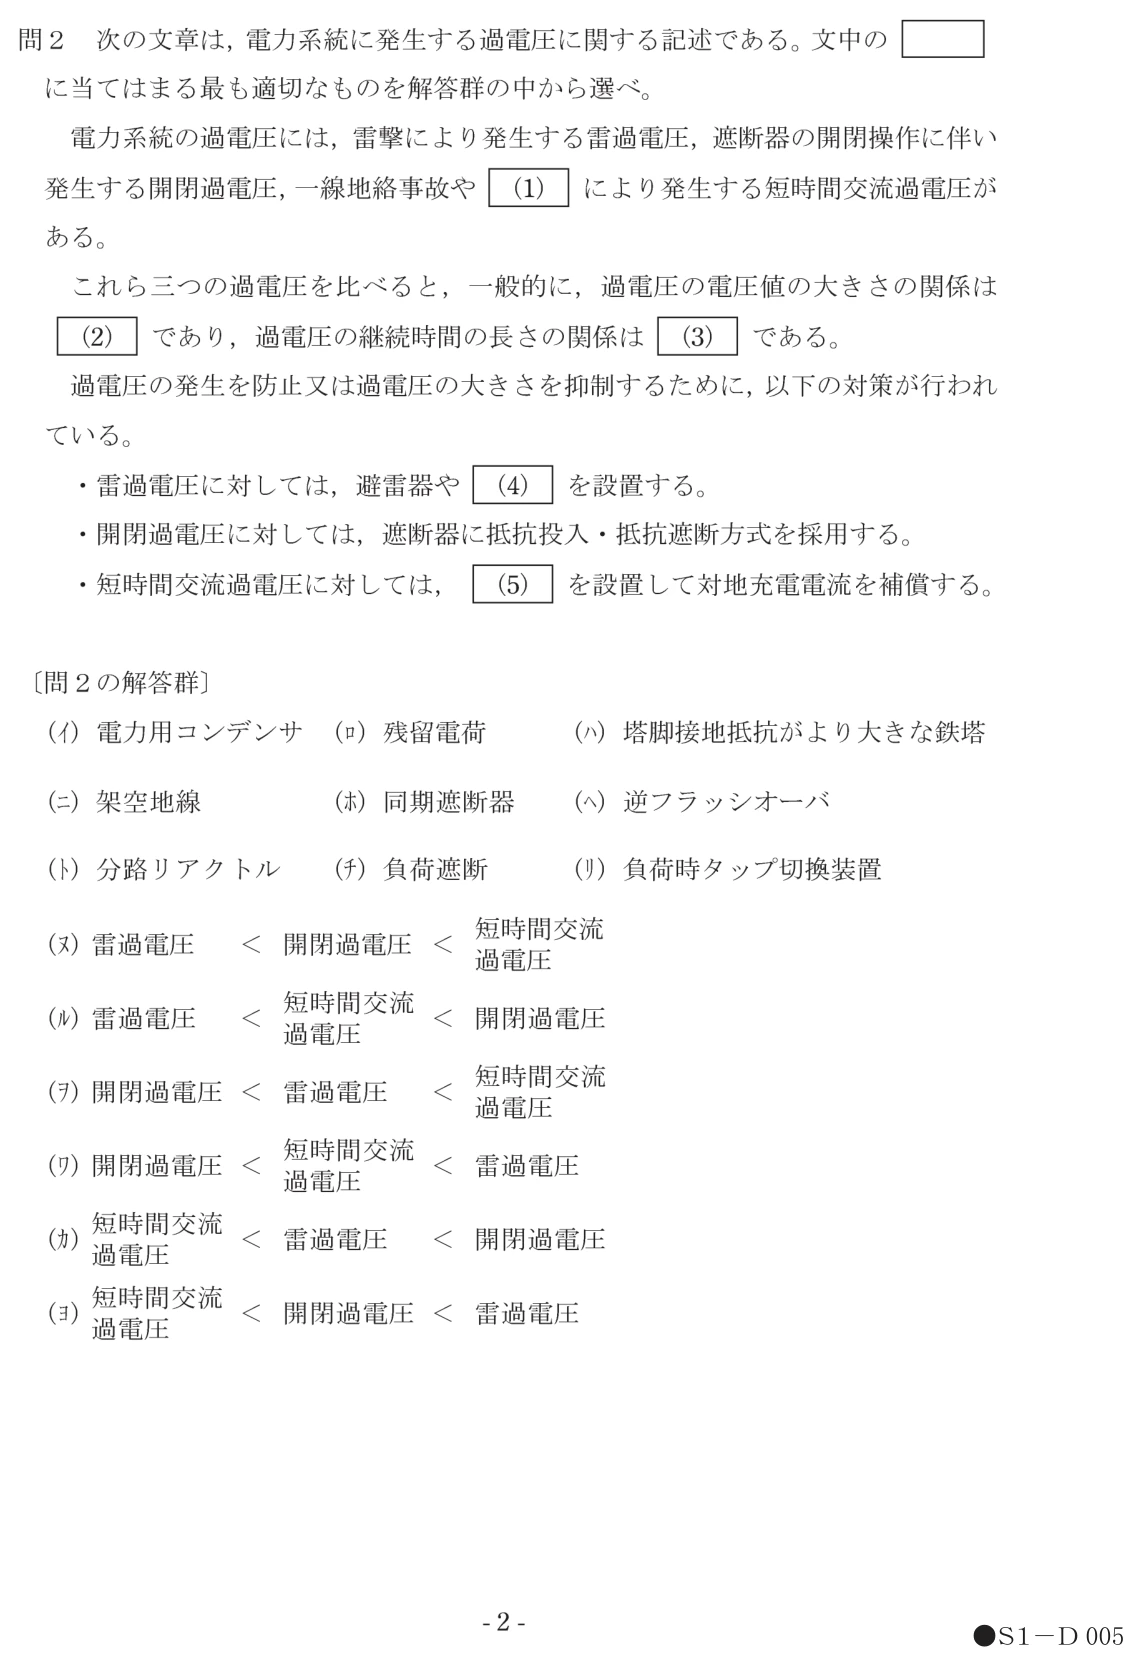 問２　次の文章は，電力系統に発生する過電圧に関する記述である。文中の
に当てはまる最も適切なものを解答群の中から選べ。
電力系統の過電圧には，雷撃により発生する雷過電圧，遮断器の開閉操作に伴い
発生する開閉過電圧，一線地絡事故や (1) により発生する短時間交流過電圧が
ある。
これら三つの過電圧を比べると，一般的に，過電圧の電圧値の大きさの関係は
(2) であり，過電圧の継続時間の長さの関係は (3) である。
過電圧の発生を防止又は過電圧の大きさを抑制するために，以下の対策が行われ
ている。
・雷過電圧に対しては，避雷器や (4) を設置する。
・開閉過電圧に対しては，遮断器に抵抗投入・抵抗遮断方式を採用する。
・短時間交流過電圧に対しては， (5) を設置して対地充電電流を補償する。
〔問２の解答群〕
(ｲ) 電力用コンデンサ (ﾛ) 残留電荷 (ﾊ) 塔脚接地抵抗がより大きな鉄塔
(ﾆ) 架空地線 (ﾎ) 同期遮断器 (ﾍ) 逆フラッシオーバ
(ﾄ) 分路リアクトル (ﾁ) 負荷遮断 (ﾘ) 負荷時タップ切換装置
(ﾇ) 雷過電圧 ＜ 開閉過電圧 ＜ 短時間交流過電圧
(ﾙ) 雷過電圧 ＜ 短時間交流過電圧 ＜ 開閉過電圧
(ｦ) 開閉過電圧 ＜ 雷過電圧 ＜ 短時間交流過電圧
(ﾜ) 開閉過電圧 ＜ 短時間交流過電圧 ＜ 雷過電圧
(ｶ) 短時間交流過電圧 ＜ 雷過電圧 ＜ 開閉過電圧
(ﾖ) 短時間交流過電圧 ＜ 開閉過電圧 ＜ 雷過電圧
- 2 -
●Ｓ１－Ｄ 005